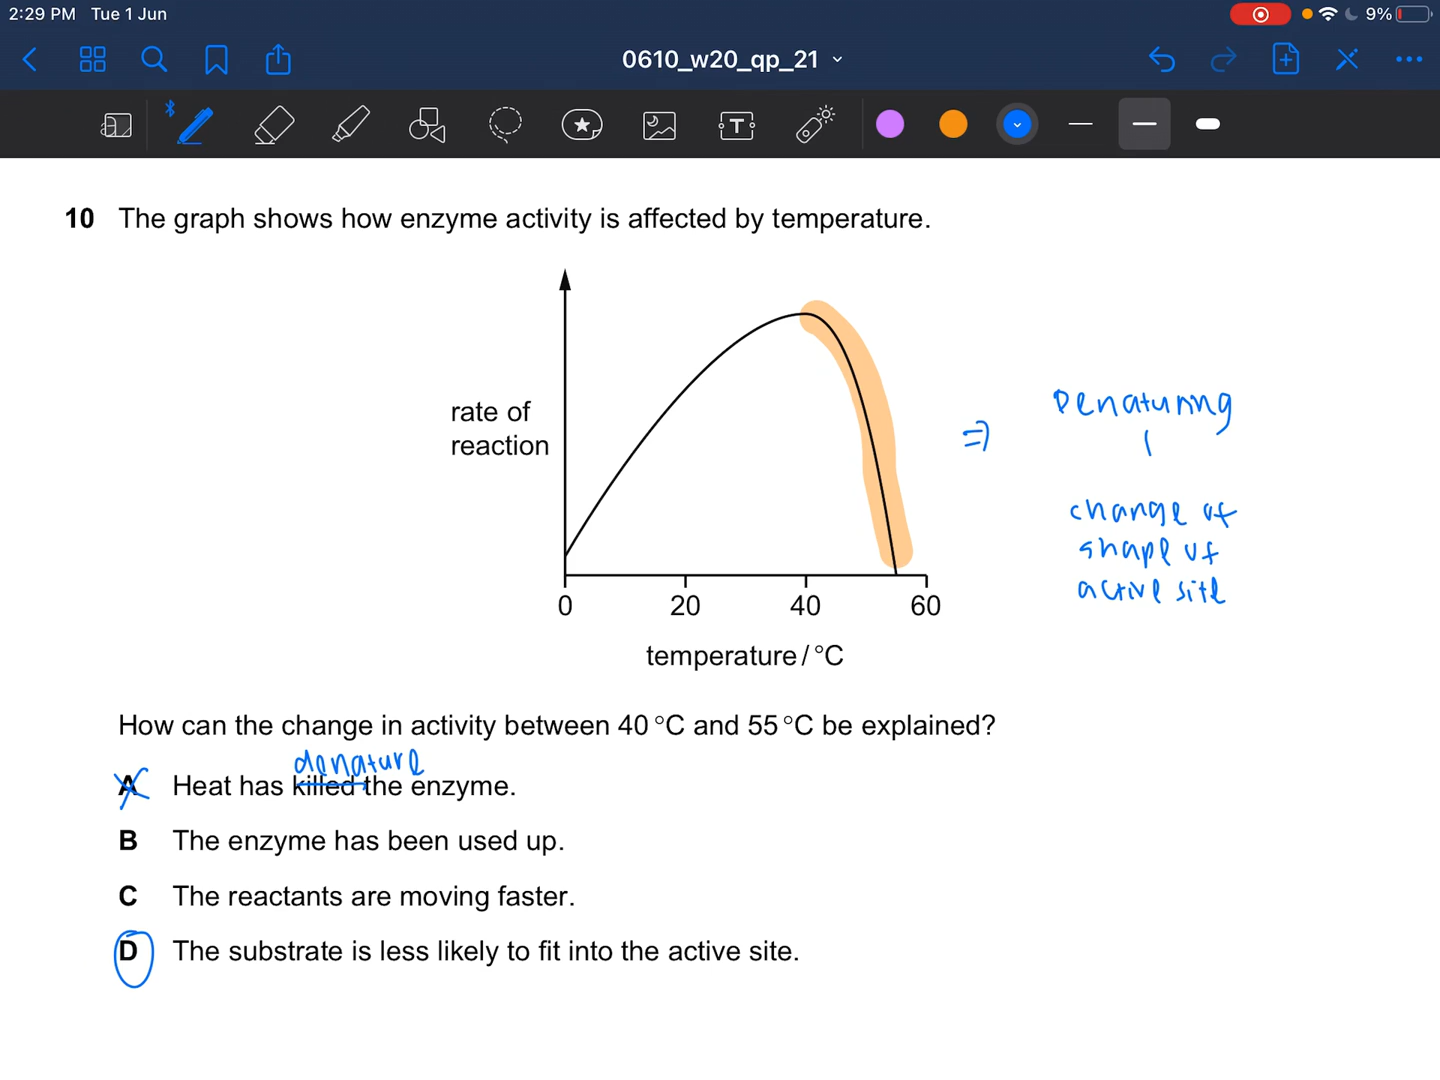 2:29 PM Tue 1 Jun
9%
0610_w20_qp_21
10 The graph shows how enzyme activity is affected by temperature.
rate of
reaction
0 20 40 60
temperature / °C
⇒ Denaturing
change of
shape of
active site
How can the change in activity between 40 °C and 55 °C be explained?
denature
A Heat has killed the enzyme.
B The enzyme has been used up.
C The reactants are moving faster.
D The substrate is less likely to fit into the active site.